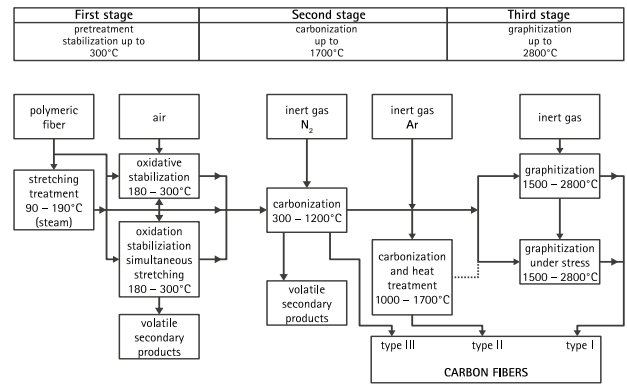 First stage
Second stage
Third stage
pretreatment
stabilization up to
300°C
carbonization
up to
1700°C
graphitization
up to
2800°C
polymeric
fiber
air
inert gas
N2
inert gas
Ar
inert gas
stretching
treatment
90 – 190°C
(steam)
oxidative
stabilization
180 – 300°C
oxidation
stabiliziation
simultaneous
stretching
180 – 300°C
volatile
secondary
products
carbonization
300 – 1200°C
volatile
secondary
products
carbonization
and heat
treatment
1000 – 1700°C
graphitization
1500 – 2800°C
graphitization
under stress
1500 – 2800°C
type III
type II
type I
CARBON FIBERS